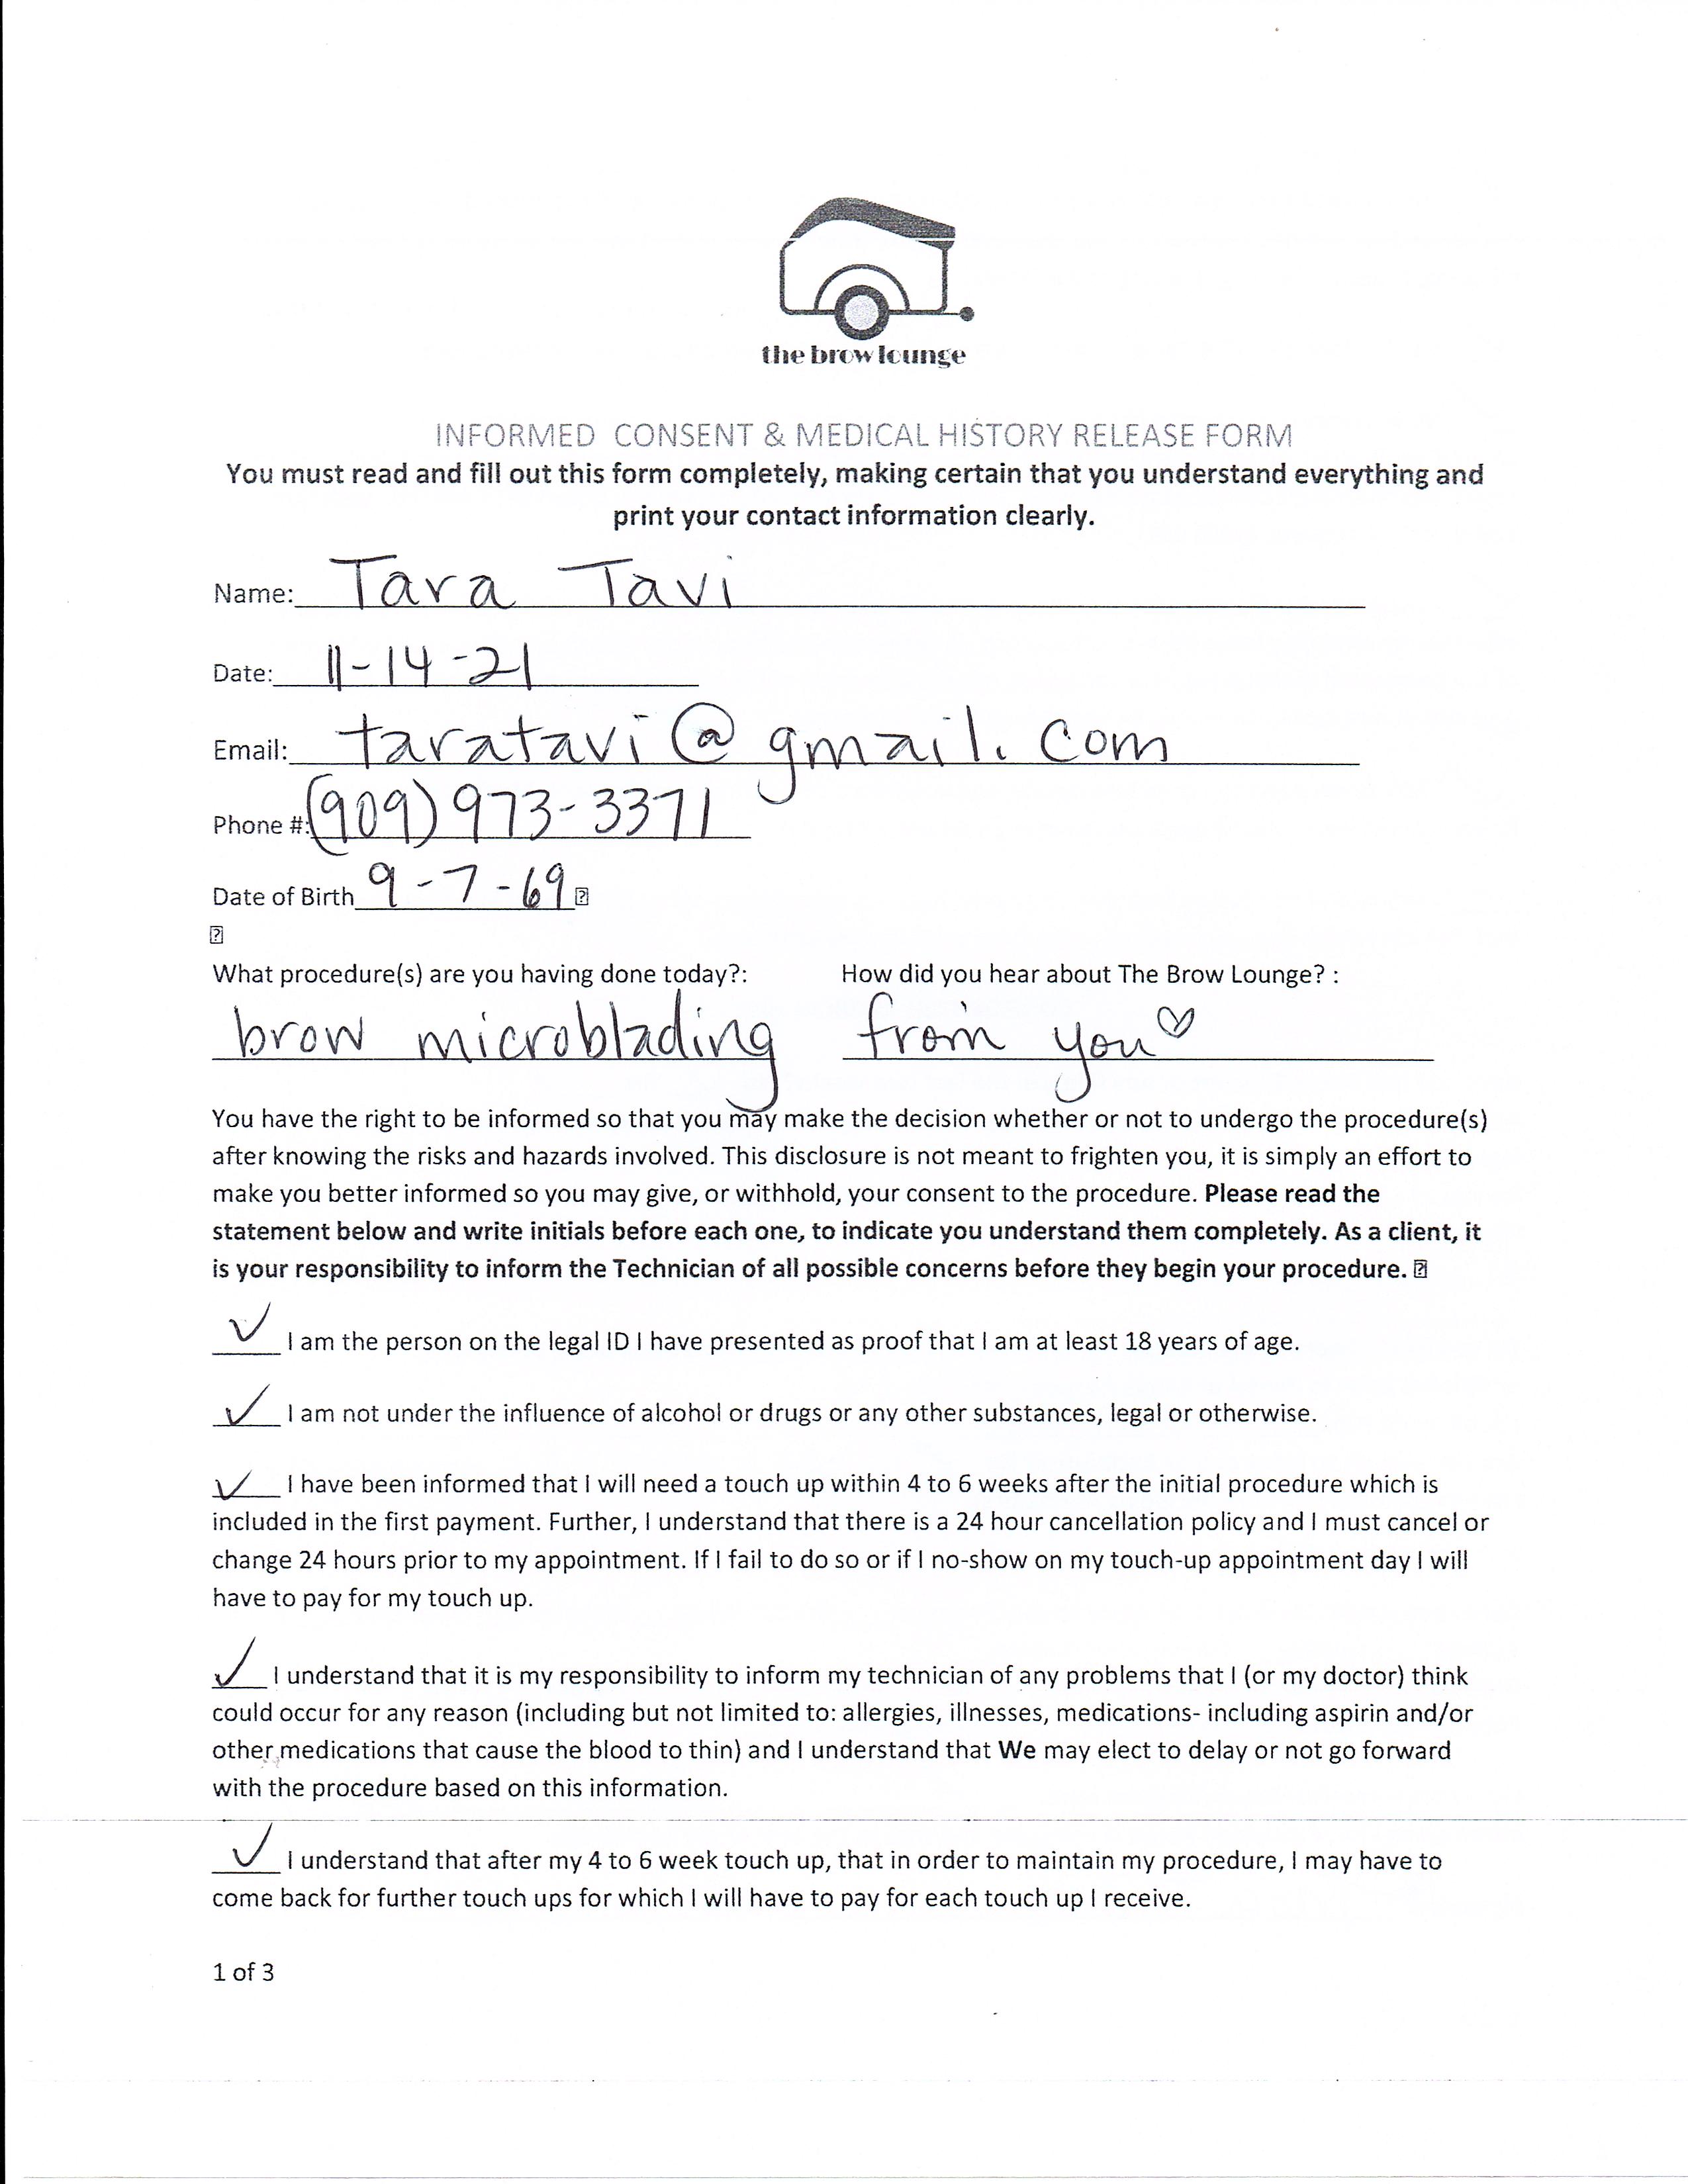 the brow lounge
INFORMED CONSENT & MEDICAL HISTORY RELEASE FORM
You must read and fill out this form completely, making certain that you understand everything and
print your contact information clearly.
Name: Tara Tavi
Date: 11-14-21
Email: taratavi@gmail.com
Phone #: (909) 973-3371
Date of Birth 9-7-69
What procedure(s) are you having done today?: How did you hear about The Brow Lounge? :
brow microblading from you♡
You have the right to be informed so that you may make the decision whether or not to undergo the procedure(s)
after knowing the risks and hazards involved. This disclosure is not meant to frighten you, it is simply an effort to
make you better informed so you may give, or withhold, your consent to the procedure. Please read the
statement below and write initials before each one, to indicate you understand them completely. As a client, it
is your responsibility to inform the Technician of all possible concerns before they begin your procedure.
✓ I am the person on the legal ID I have presented as proof that I am at least 18 years of age.
✓ I am not under the influence of alcohol or drugs or any other substances, legal or otherwise.
✓ I have been informed that I will need a touch up within 4 to 6 weeks after the initial procedure which is
included in the first payment. Further, I understand that there is a 24 hour cancellation policy and I must cancel or
change 24 hours prior to my appointment. If I fail to do so or if I no-show on my touch-up appointment day I will
have to pay for my touch up.
✓ I understand that it is my responsibility to inform my technician of any problems that I (or my doctor) think
could occur for any reason (including but not limited to: allergies, illnesses, medications- including aspirin and/or
other medications that cause the blood to thin) and I understand that We may elect to delay or not go forward
with the procedure based on this information.
✓ I understand that after my 4 to 6 week touch up, that in order to maintain my procedure, I may have to
come back for further touch ups for which I will have to pay for each touch up I receive.
1 of 3